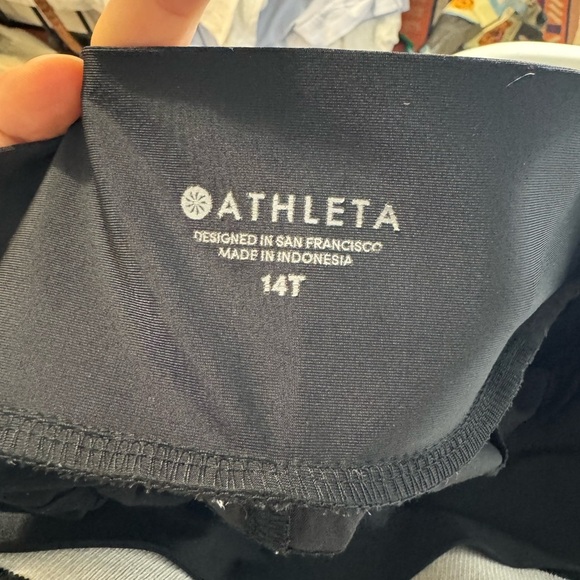 ATHLETA
DESIGNED IN SAN FRANCISCO
MADE IN INDONESIA
14T